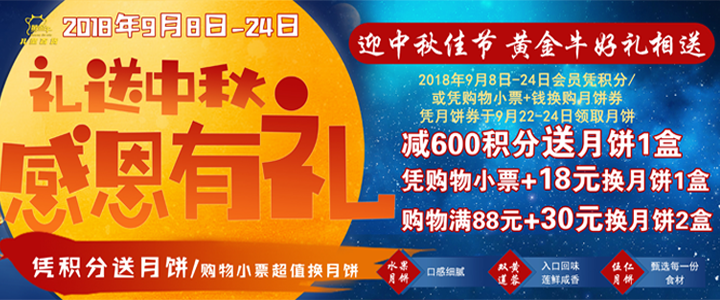 2018年9月8日-24日
礼送中秋
感恩有礼
凭积分送月饼/购物小票超值换月饼
迎中秋佳节 黄金牛好礼相送
2018年9月8日-24日会员凭积分/
或凭购物小票+钱换购月饼券
凭月饼券于9月22-24日领取月饼
减600积分送月饼1盒
凭购物小票+18元换月饼1盒
购物满88元+30元换月饼2盒
水果
月饼
口感细腻
双黄
莲蓉
入口回味
莲鲜咸香
伍仁
月饼
甄选每一份
食材